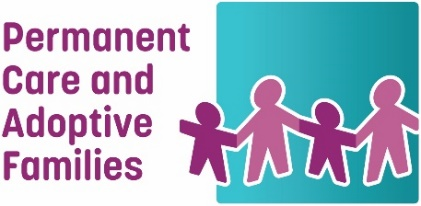 Permanent
Care and
Adoptive
Families